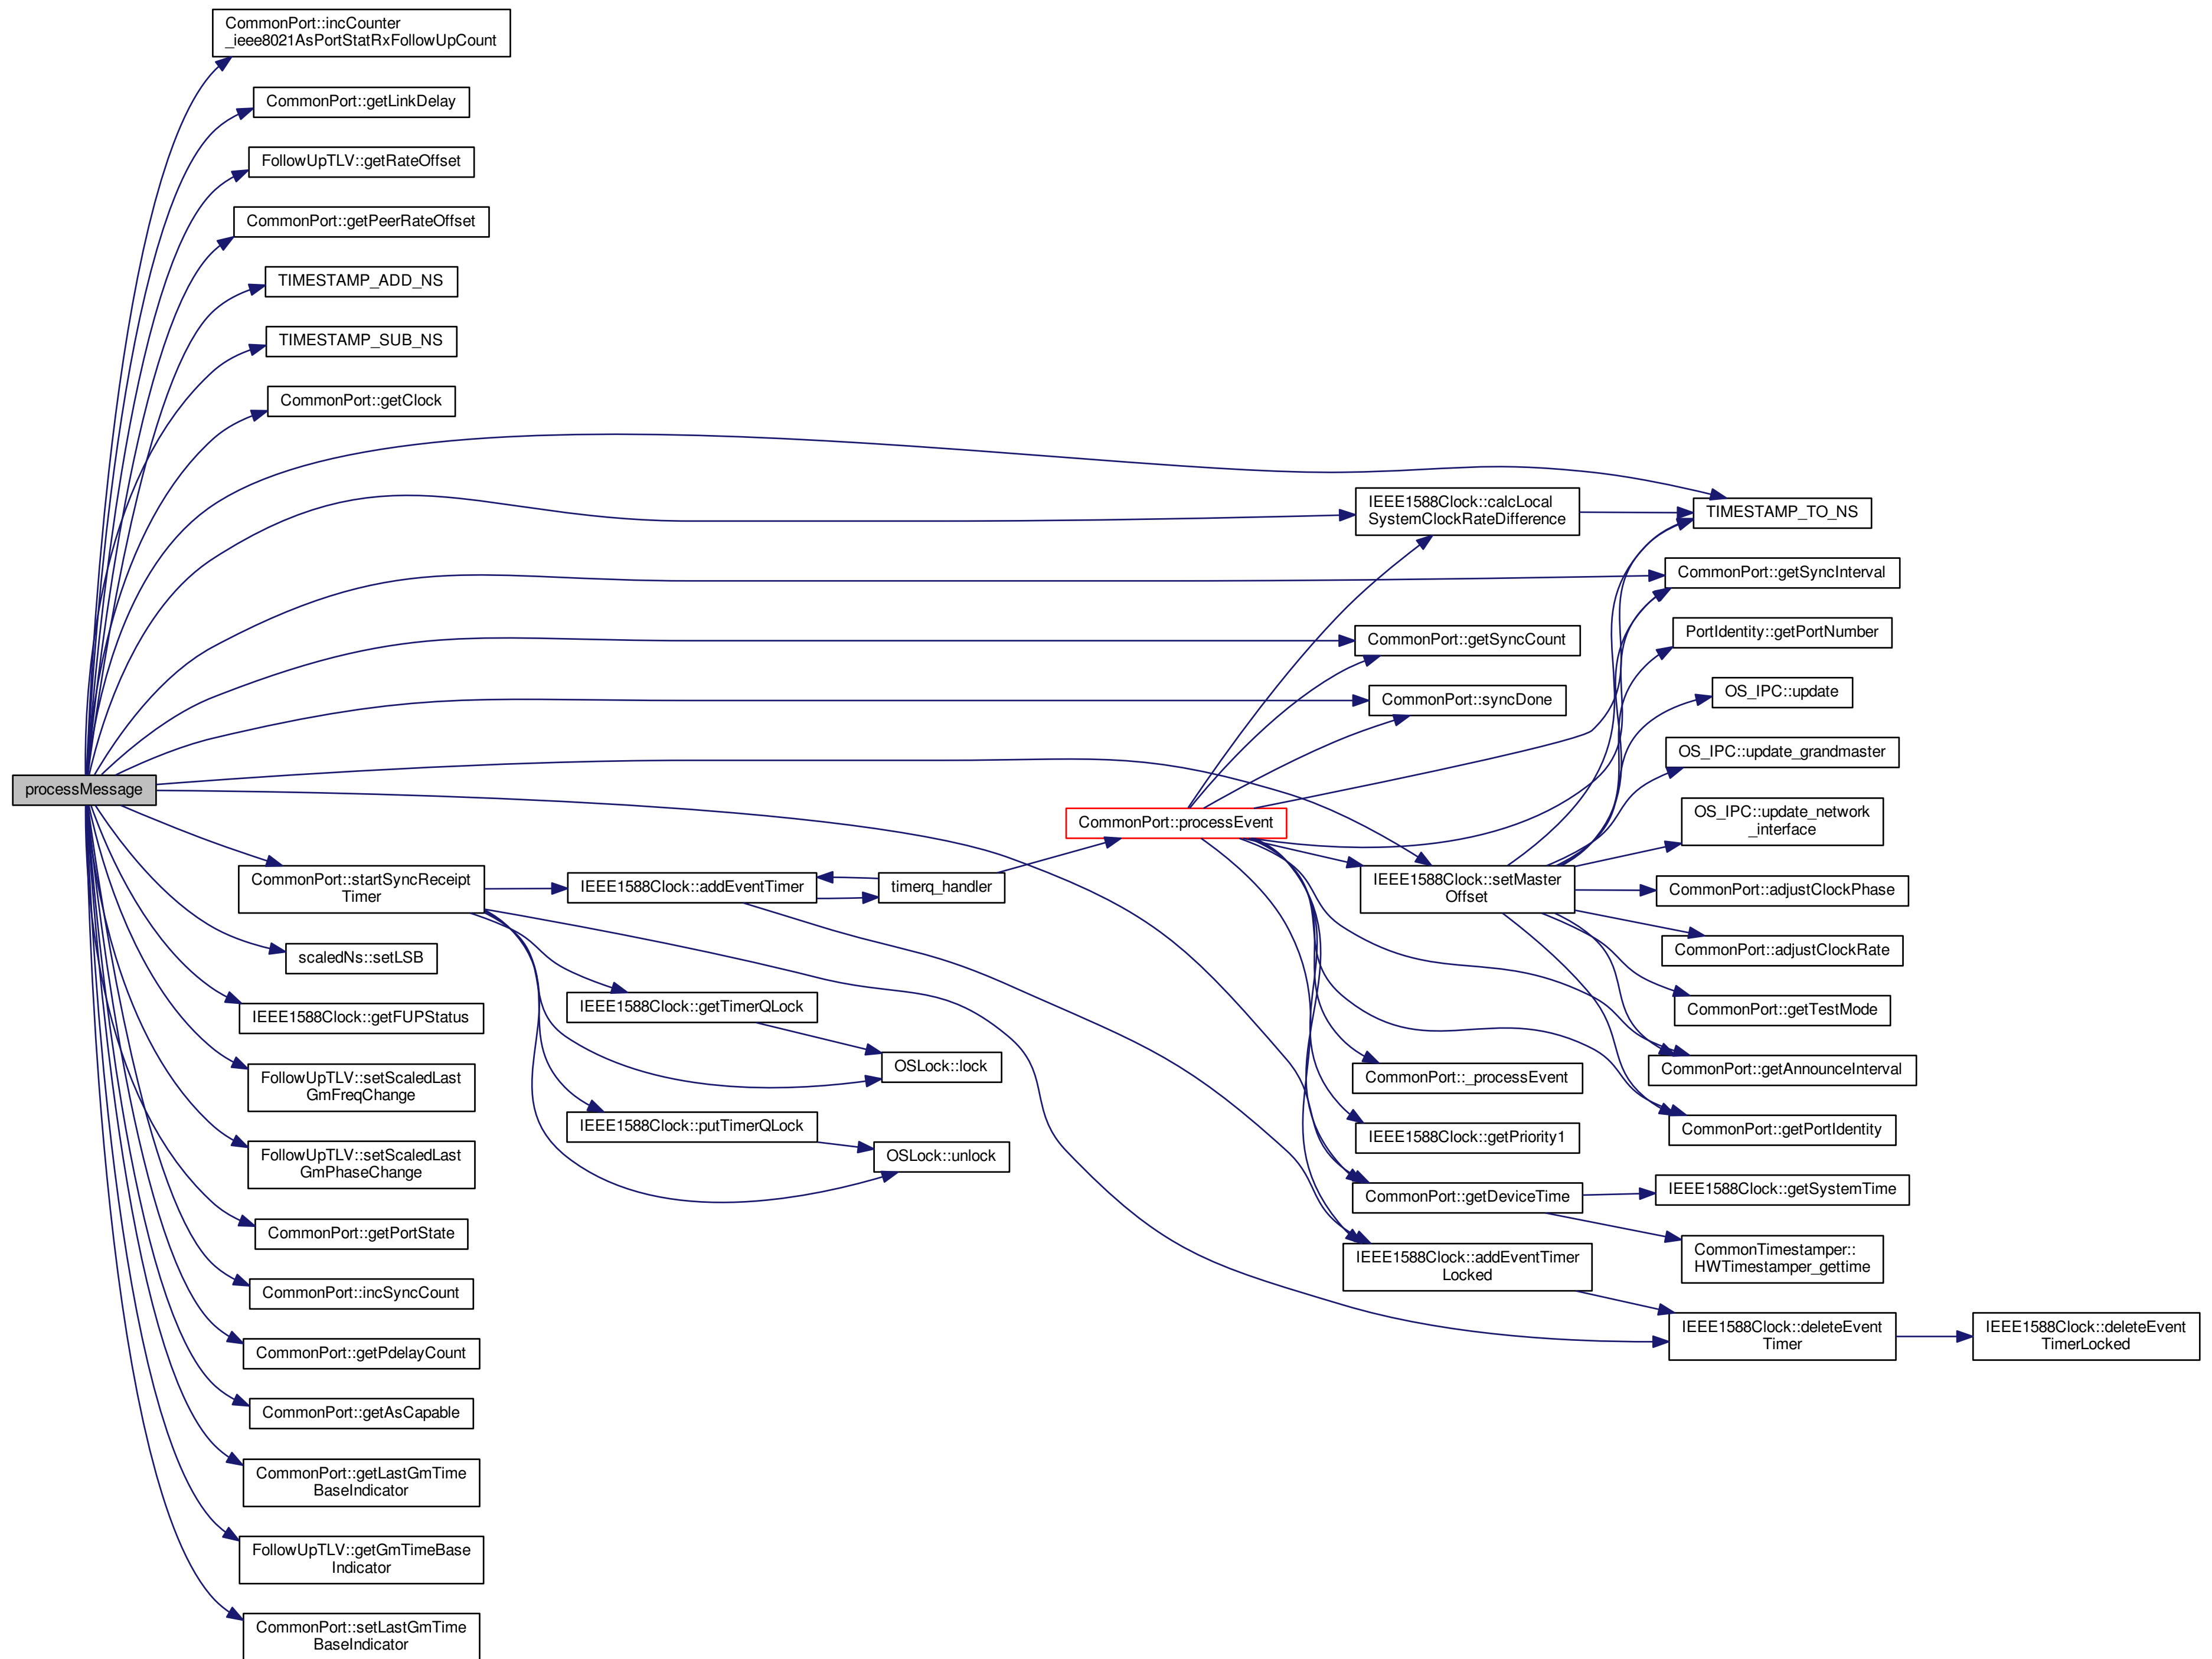 CommonPort::incCounter
_ieee8021AsPortStatRxFollowUpCount
CommonPort::getLinkDelay
FollowUpTLV::getRateOffset
CommonPort::getPeerRateOffset
TIMESTAMP_ADD_NS
TIMESTAMP_SUB_NS
CommonPort::getClock
processMessage
CommonPort::startSyncReceipt
Timer
scaledNs::setLSB
IEEE1588Clock::getFUPStatus
FollowUpTLV::setScaledLast
GmFreqChange
FollowUpTLV::setScaledLast
GmPhaseChange
CommonPort::getPortState
CommonPort::incSyncCount
CommonPort::getPdelayCount
CommonPort::getAsCapable
CommonPort::getLastGmTime
BaseIndicator
FollowUpTLV::getGmTimeBase
Indicator
CommonPort::setLastGmTime
BaseIndicator
IEEE1588Clock::addEventTimer
timerq_handler
IEEE1588Clock::getTimerQLock
OSLock::lock
IEEE1588Clock::putTimerQLock
OSLock::unlock
CommonPort::processEvent
IEEE1588Clock::calcLocal
SystemClockRateDifference
CommonPort::getSyncCount
CommonPort::syncDone
IEEE1588Clock::setMaster
Offset
CommonPort::_processEvent
IEEE1588Clock::getPriority1
CommonPort::getDeviceTime
IEEE1588Clock::addEventTimer
Locked
TIMESTAMP_TO_NS
CommonPort::getSyncInterval
PortIdentity::getPortNumber
OS_IPC::update
OS_IPC::update_grandmaster
OS_IPC::update_network
_interface
CommonPort::adjustClockPhase
CommonPort::adjustClockRate
CommonPort::getTestMode
CommonPort::getAnnounceInterval
CommonPort::getPortIdentity
IEEE1588Clock::getSystemTime
CommonTimestamper::
HWTimestamper_gettime
IEEE1588Clock::deleteEvent
Timer
IEEE1588Clock::deleteEvent
TimerLocked